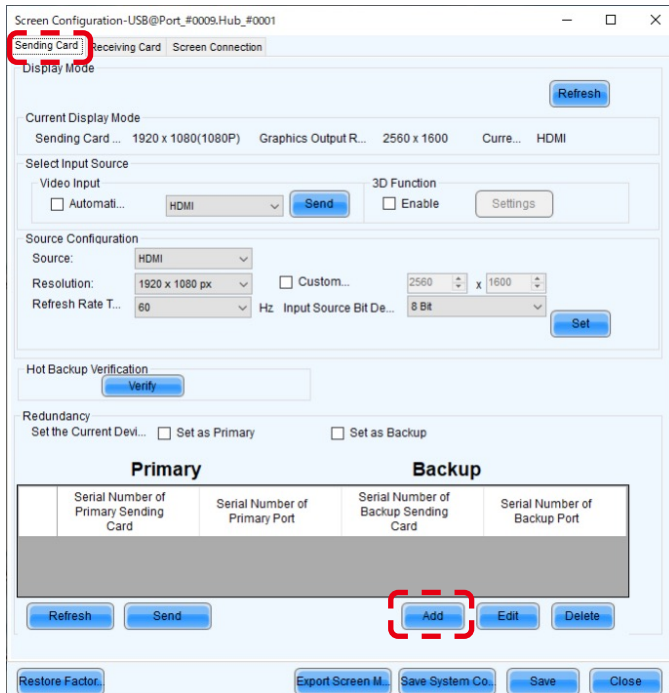 Screen Configuration-USB@Port_#0009.Hub_#0001
Sending Card Receiving Card Screen Connection
Display Mode
Refresh
Current Display Mode
Sending Card ... 1920 x 1080(1080P) Graphics Output R... 2560 x 1600 Curre... HDMI
Select Input Source
Video Input 3D Function
Automati... HDMI Send Enable Settings
Source Configuration
Source: HDMI
Resolution: 1920 x 1080 px Custom... 2560 x 1600
Refresh Rate T... 60 Hz Input Source Bit De... 8 Bit
Set
Hot Backup Verification
Verify
Redundancy
Set the Current Devi... Set as Primary Set as Backup
Primary Backup
Serial Number of Primary Sending Card Serial Number of Primary Port Serial Number of Backup Sending Card Serial Number of Backup Port
Refresh Send Add Edit Delete
Restore Factor... Export Screen M... Save System Co... Save Close